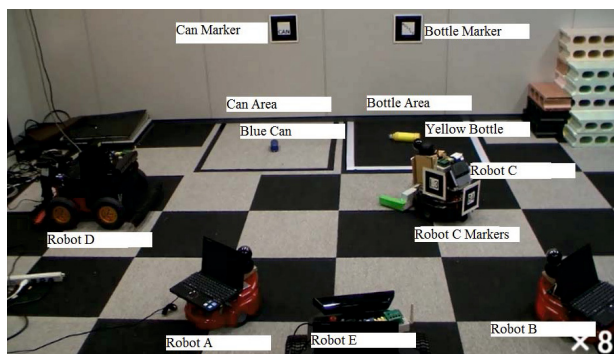 Can Marker
CAN
Bottle Marker
Can Area
Bottle Area
Blue Can
Yellow Bottle
Robot C
Robot D
Robot C Markers
Robot A
Robot E
Robot B
×8